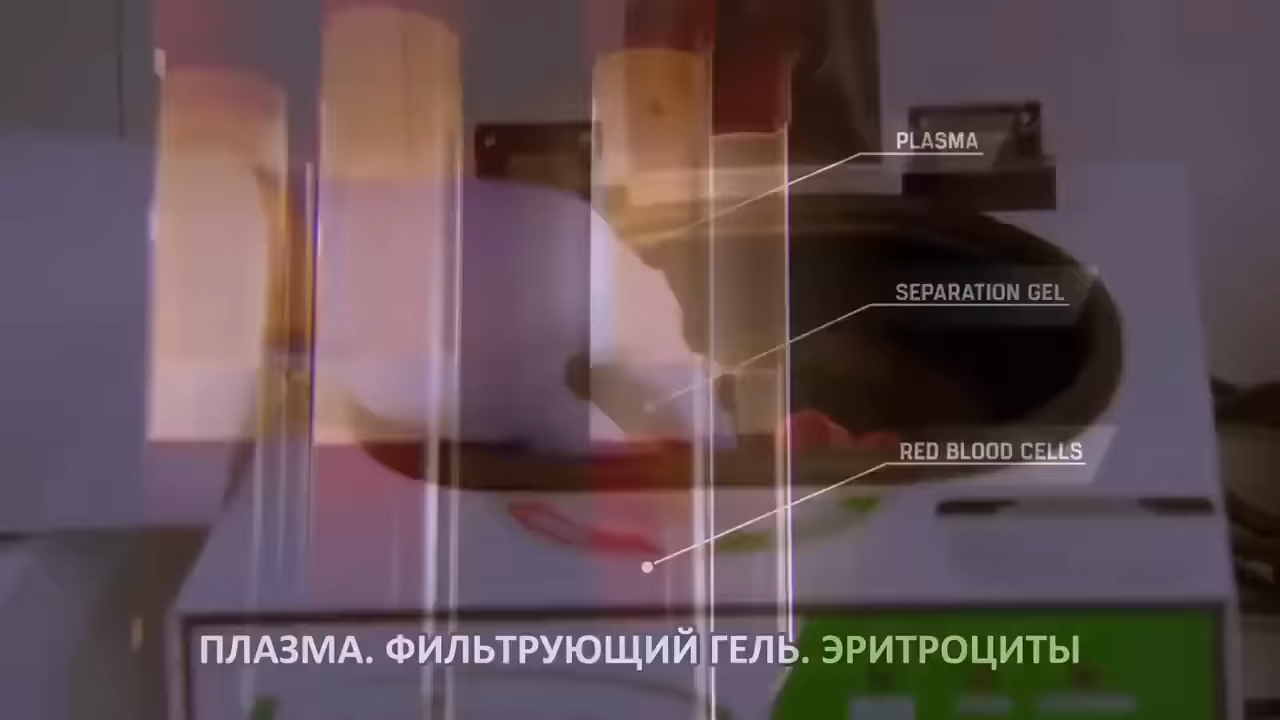 PLASMA
SEPARATION GEL
RED BLOOD CELLS
ПЛАЗМА. ФИЛЬТРУЮЩИЙ ГЕЛЬ. ЭРИТРОЦИТЫ